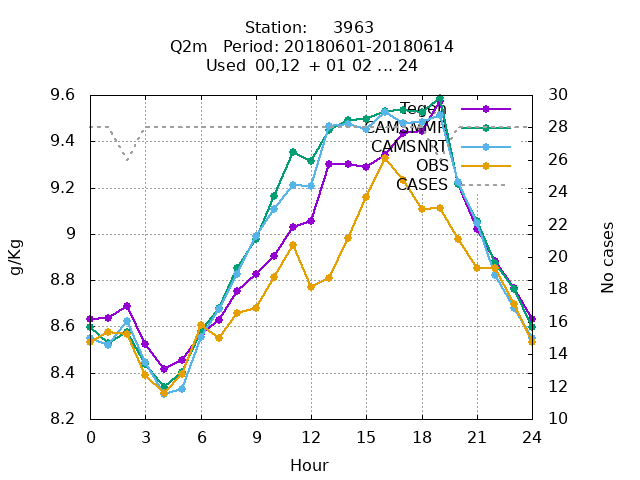 Station: 3963
Q2m Period: 20180601-20180614
Used 00,12 + 01 02 ... 24
9.6
9.4
9.2
9
8.8
8.6
8.4
8.2
30
28
26
24
22
20
18
16
14
12
10
g/Kg
No cases
Tegen
CAMSNMP
CAMSNRT
OBS
CASES
0 3 6 9 12 15 18 21 24
Hour